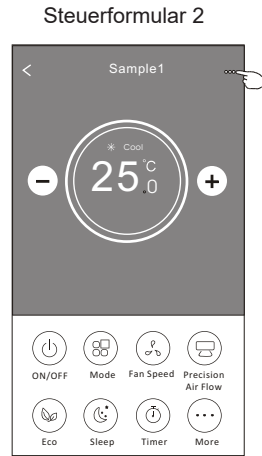 Steuerformular 2
Sample1
Cool
25.0°C
ON/OFF
Mode
Fan Speed
Precision
Air Flow
Eco
Sleep
Timer
More